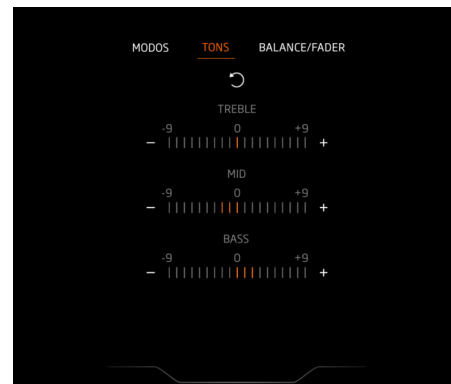 MODOS TONS BALANCE/FADER
TREBLE
-9 0 +9
- +
MID
-9 0 +9
- +
BASS
-9 0 +9
- +